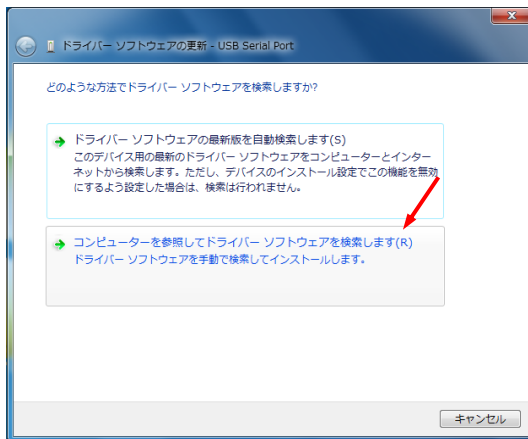 ドライバー ソフトウェアの更新 - USB Serial Port
どのような方法でドライバー ソフトウェアを検索しますか?
ドライバー ソフトウェアの最新版を自動検索します(S)
このデバイス用の最新のドライバー ソフトウェアをコンピューターとインター
ネットから検索します。ただし、デバイスのインストール設定でこの機能を無効
にするよう設定した場合は、検索は行われません。
コンピューターを参照してドライバー ソフトウェアを検索します(R)
ドライバー ソフトウェアを手動で検索してインストールします。
キャンセル